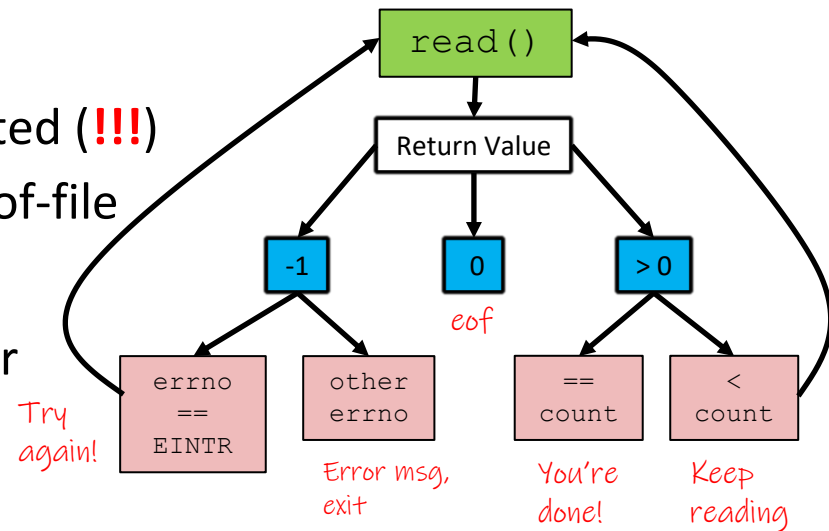 read()
ted (!!!)
Return Value
of-file
-1
0
> 0
eof
r
errno
==
EINTR
other
errno
==
count
<
count
Try
again!
Error msg,
exit
You're
done!
Keep
reading